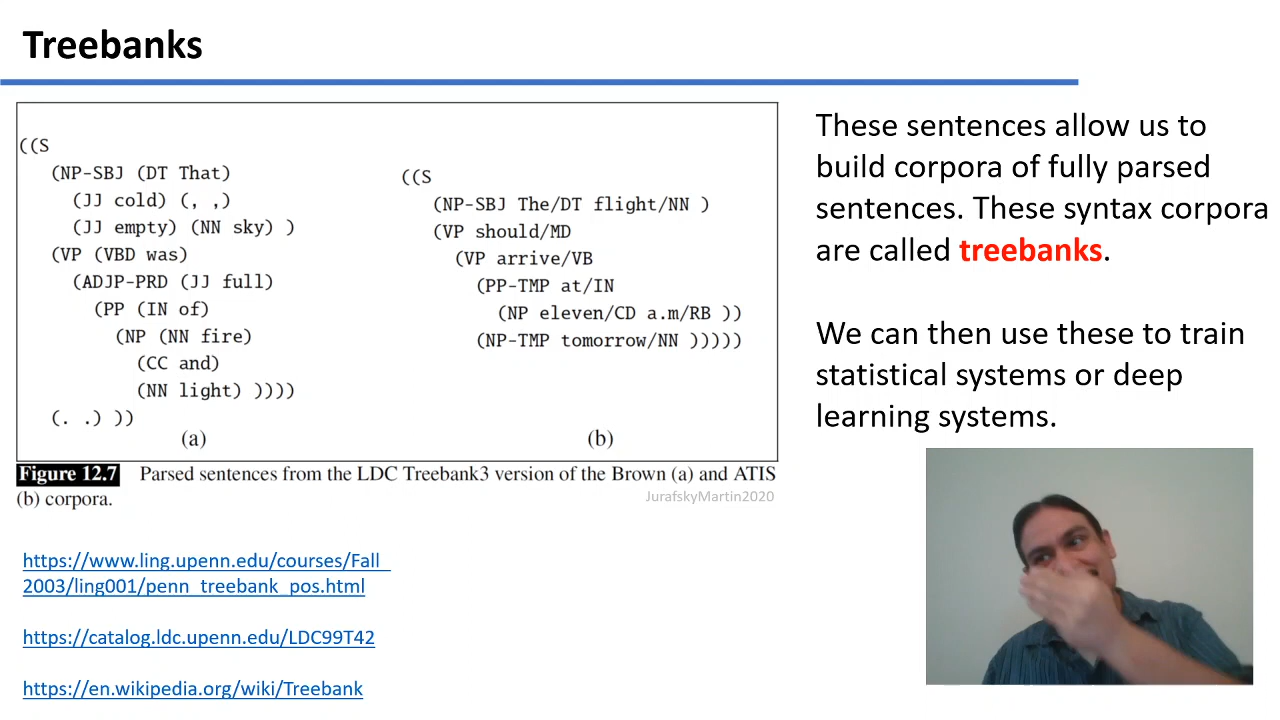 Treebanks
((S
(NP-SBJ (DT That)
(JJ cold) (, ,)
(JJ empty) (NN sky) )
(VP (VBD was)
(ADJP-PRD (JJ full)
(PP (IN of)
(NP (NN fire)
(CC and)
(NN light) ))))
(. .) ))
(a)
((S
(NP-SBJ The/DT flight/NN )
(VP should/MD
(VP arrive/VB
(PP-TMP at/IN
(NP eleven/CD a.m/RB ))
(NP-TMP tomorrow/NN )))))
(b)
Figure 12.7 Parsed sentences from the LDC Treebank3 version of the Brown (a) and ATIS
(b) corpora.
JurafskyMartin2020
These sentences allow us to
build corpora of fully parsed
sentences. These syntax corpora
are called treebanks.
We can then use these to train
statistical systems or deep
learning systems.
https://www.ling.upenn.edu/courses/Fall_
2003/ling001/penn_treebank_pos.html
https://catalog.ldc.upenn.edu/LDC99T42
https://en.wikipedia.org/wiki/Treebank